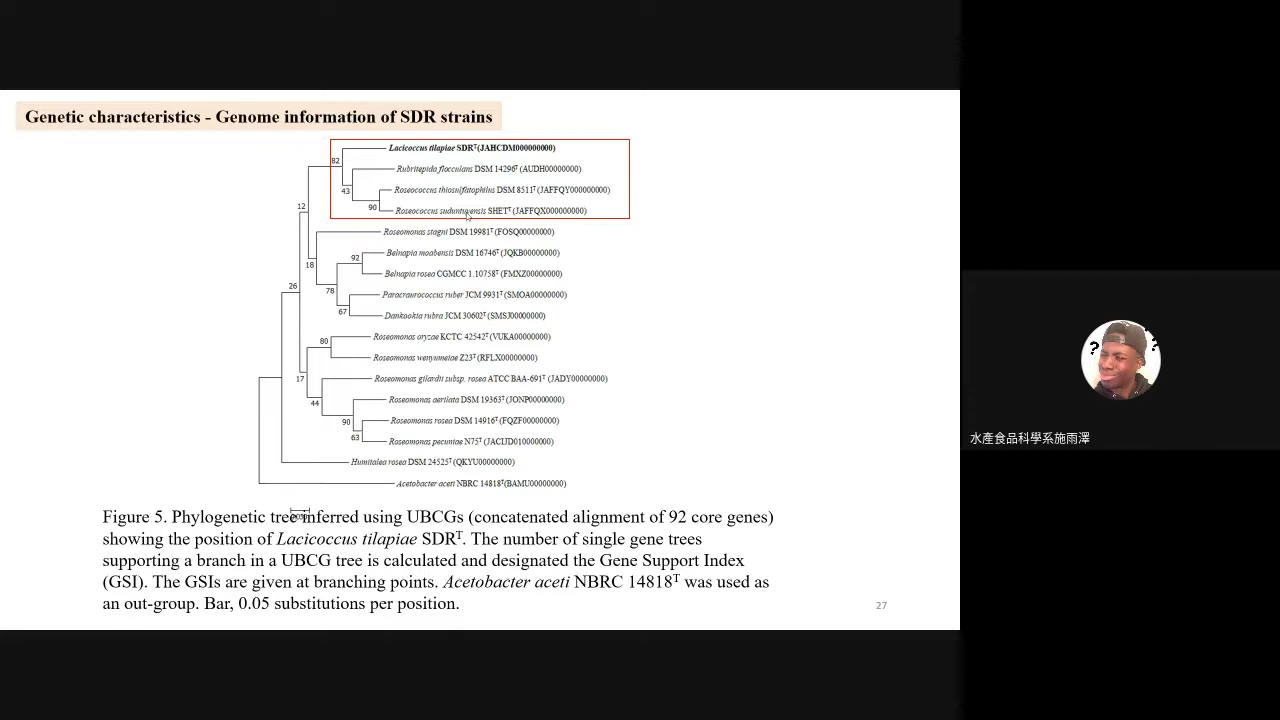 Genetic characteristics - Genome information of SDR strains
Lacicoccus tilapiae SDRᵀ(JAHCDM000000000)
82
Rubritepida flocculans DSM 14296ᵀ (AUDH00000000)
43
Roseococcus thiosulfatophilus DSM 8511ᵀ (JAFFQY000000000)
90
Roseococcus suduntuyensis SHETᵀ (JAFFQX000000000)
12
Roseomonas stagni DSM 19981ᵀ (FOSQ00000000)
92
Belnapia moabensis DSM 16746ᵀ (JQKB00000000)
18
Belnapia rosea CGMCC 1.10758ᵀ (FMXZ00000000)
26
78
Paracraurococcus ruber JCM 9931ᵀ (SMOA00000000)
67
Dankookia rubra JCM 30602ᵀ (SMSJ00000000)
Roseomonas oryzae KCTC 42542ᵀ (VUKA00000000)
80
Roseomonas wenyumeiae Z23ᵀ (RFLX00000000)
17
Roseomonas gilardii subsp. rosea ATCC BAA-691ᵀ (JADY00000000)
44
Roseomonas aerilata DSM 19363ᵀ (JONP00000000)
90
Roseomonas rosea DSM 14916ᵀ (FQZF00000000)
63
Roseomonas pecuniae N75ᵀ (JACIJD010000000)
Humitalea rosea DSM 24525ᵀ (QKYU00000000)
Acetobacter aceti NBRC 14818ᵀ(BAMU00000000)
Figure 5. Phylogenetic tree inferred using UBCGs (concatenated alignment of 92 core genes)
showing the position of Lacicoccus tilapiae SDRᵀ. The number of single gene trees
supporting a branch in a UBCG tree is calculated and designated the Gene Support Index
(GSI). The GSIs are given at branching points. Acetobacter aceti NBRC 14818ᵀ was used as
an out-group. Bar, 0.05 substitutions per position.
27
水產食品科學系施雨澤
? ?